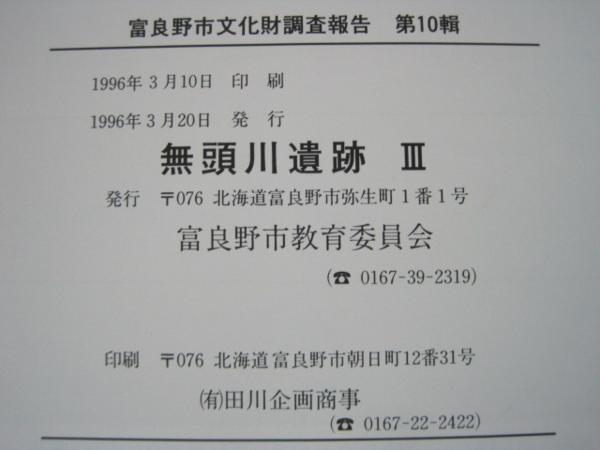 富良野市文化財調査報告　第10輯
1996年 3 月10日　印　刷
1996年 3 月20日　発　行
無頭川遺跡　Ⅲ
発行　〒076 北海道富良野市弥生町 1 番 1 号
富良野市教育委員会
(☎ 0167-39-2319)
印刷　〒076 北海道富良野市朝日町12番31号
㈲田川企画商事
(☎ 0167-22-2422)